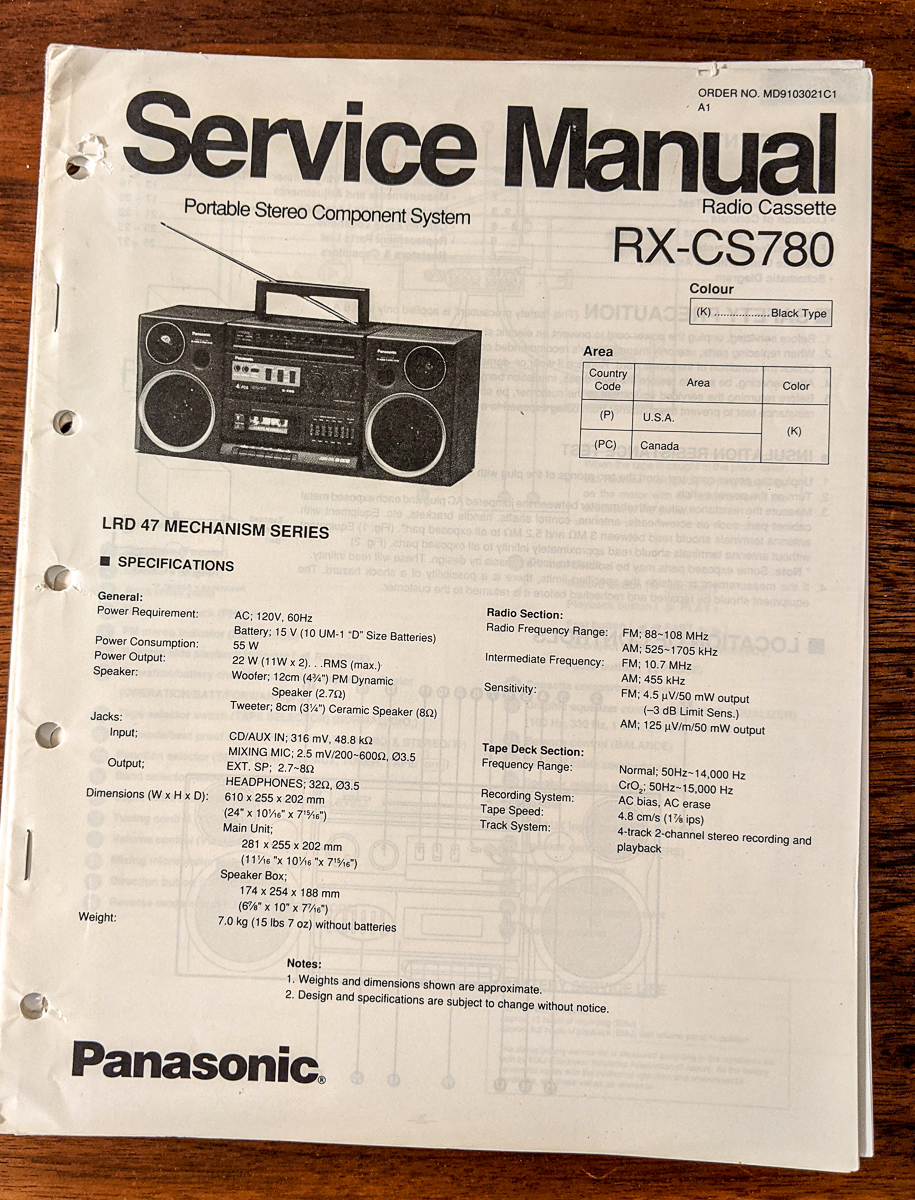 ORDER NO. MD9103021C1
A1
Service Manual
Portable Stereo Component System
Radio Cassette
RX-CS780
Colour
(K) .................. Black Type
Area
Country Code Area Color
(P) U.S.A. (K)
(PC) Canada
Panasonic
LRD 47 MECHANISM SERIES
■ SPECIFICATIONS
General:
Power Requirement: AC; 120V, 60Hz
Battery; 15 V (10 UM-1 “D” Size Batteries)
Power Consumption: 55 W
Power Output: 22 W (11W x 2). . .RMS (max.)
Speaker: Woofer; 12cm (4¾") PM Dynamic
Speaker (2.7Ω)
Tweeter; 8cm (3¼") Ceramic Speaker (8Ω)
Jacks:
Input; CD/AUX IN; 316 mV, 48.8 kΩ
MIXING MIC; 2.5 mV/200~600Ω, Ø3.5
Output; EXT. SP; 2.7~8Ω
HEADPHONES; 32Ω, Ø3.5
Dimensions (W x H x D): 610 x 255 x 202 mm
(24" x 10¹⁄₁₆" x 7¹⁵⁄₁₆")
Main Unit;
281 x 255 x 202 mm
(11¹⁄₁₆ "x 10¹⁄₁₆ "x 7¹⁵⁄₁₆")
Speaker Box;
174 x 254 x 188 mm
(6⅞" x 10" x 7⁷⁄₁₆")
Weight: 7.0 kg (15 lbs 7 oz) without batteries
Radio Section:
Radio Frequency Range: FM; 88~108 MHz
AM; 525~1705 kHz
Intermediate Frequency: FM; 10.7 MHz
AM; 455 kHz
Sensitivity: FM; 4.5 µV/50 mW output
(–3 dB Limit Sens.)
AM; 125 µV/m/50 mW output
Tape Deck Section:
Frequency Range: Normal; 50Hz~14,000 Hz
CrO₂; 50Hz~15,000 Hz
Recording System: AC bias, AC erase
Tape Speed: 4.8 cm/s (1⅞ ips)
Track System: 4-track 2-channel stereo recording and
playback
Notes:
1. Weights and dimensions shown are approximate.
2. Design and specifications are subject to change without notice.
Panasonic®